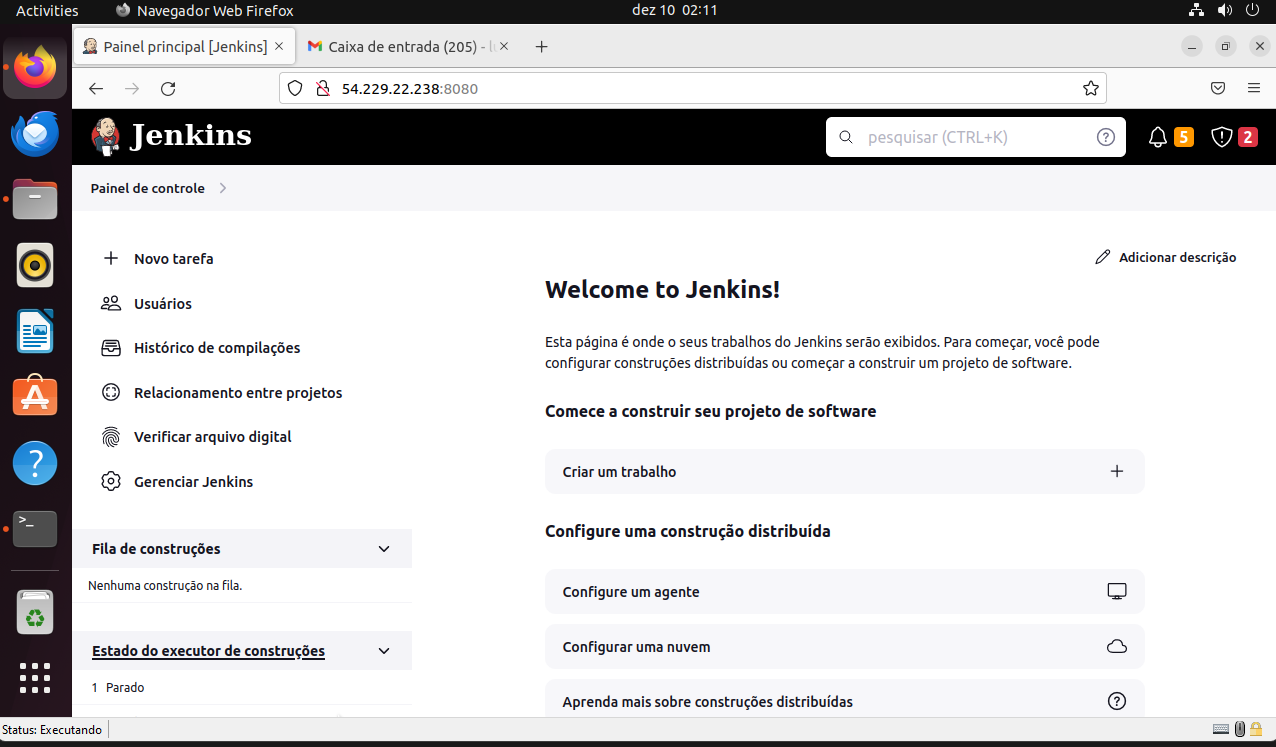 Activities
Navegador Web Firefox
dez 10 02:11
Painel principal [Jenkins]
Caixa de entrada (205) -
54.229.22.238:8080
Jenkins
pesquisar (CTRL+K)
5
2
Painel de controle
Novo tarefa
Usuários
Histórico de compilações
Relacionamento entre projetos
Verificar arquivo digital
Gerenciar Jenkins
Fila de construções
Nenhuma construção na fila.
Estado do executor de construções
1 Parado
Adicionar descrição
Welcome to Jenkins!
Esta página é onde o seus trabalhos do Jenkins serão exibidos. Para começar, você pode
configurar construções distribuídas ou começar a construir um projeto de software.
Comece a construir seu projeto de software
Criar um trabalho
Configure uma construção distribuída
Configure um agente
Configurar uma nuvem
Aprenda mais sobre construções distribuídas
Status: Executando